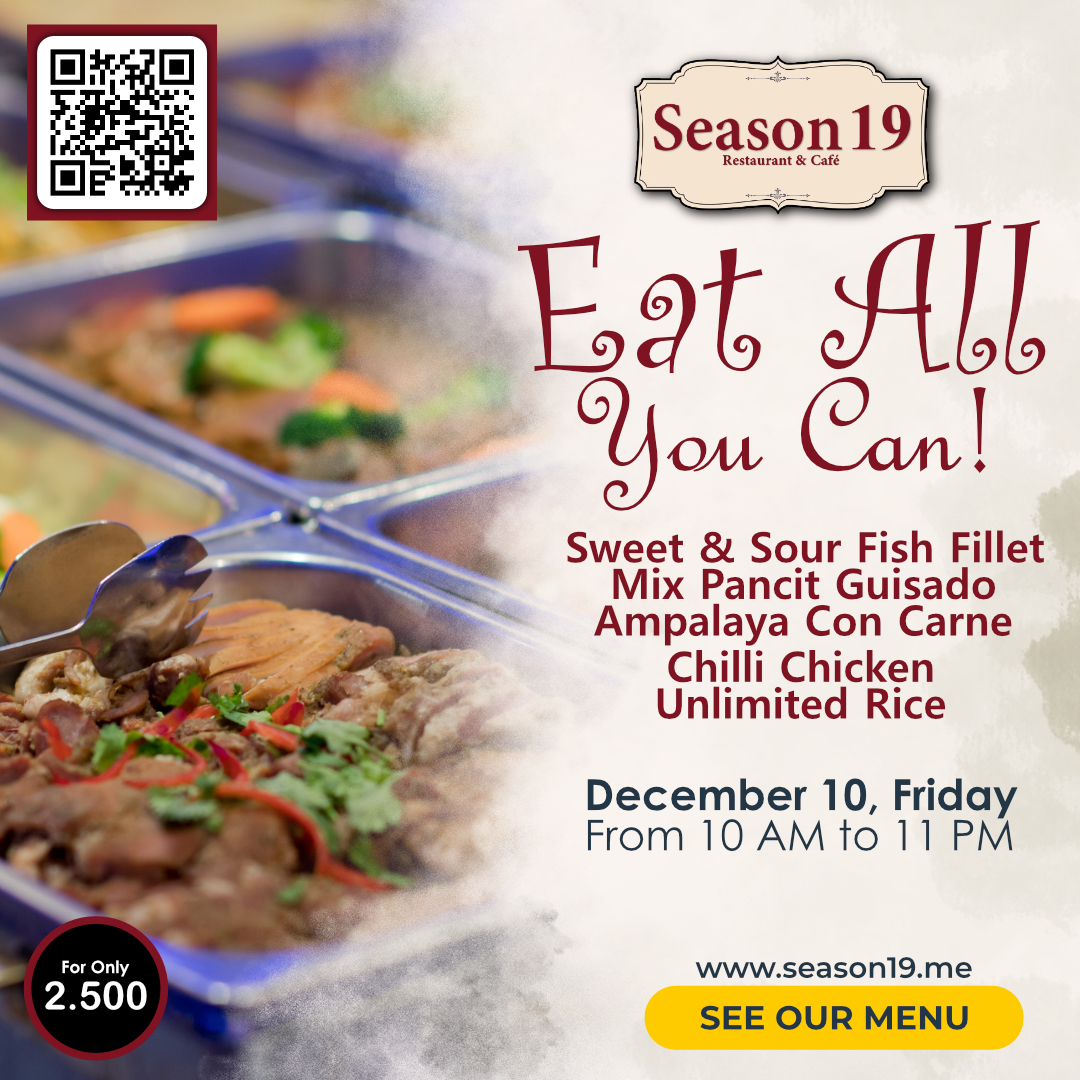 Season 19
Restaurant & Café
Eat All
You Can!
Sweet & Sour Fish Fillet
Mix Pancit Guisado
Ampalaya Con Carne
Chilli Chicken
Unlimited Rice
December 10, Friday
From 10 AM to 11 PM
For Only
2.500
www.season19.me
SEE OUR MENU